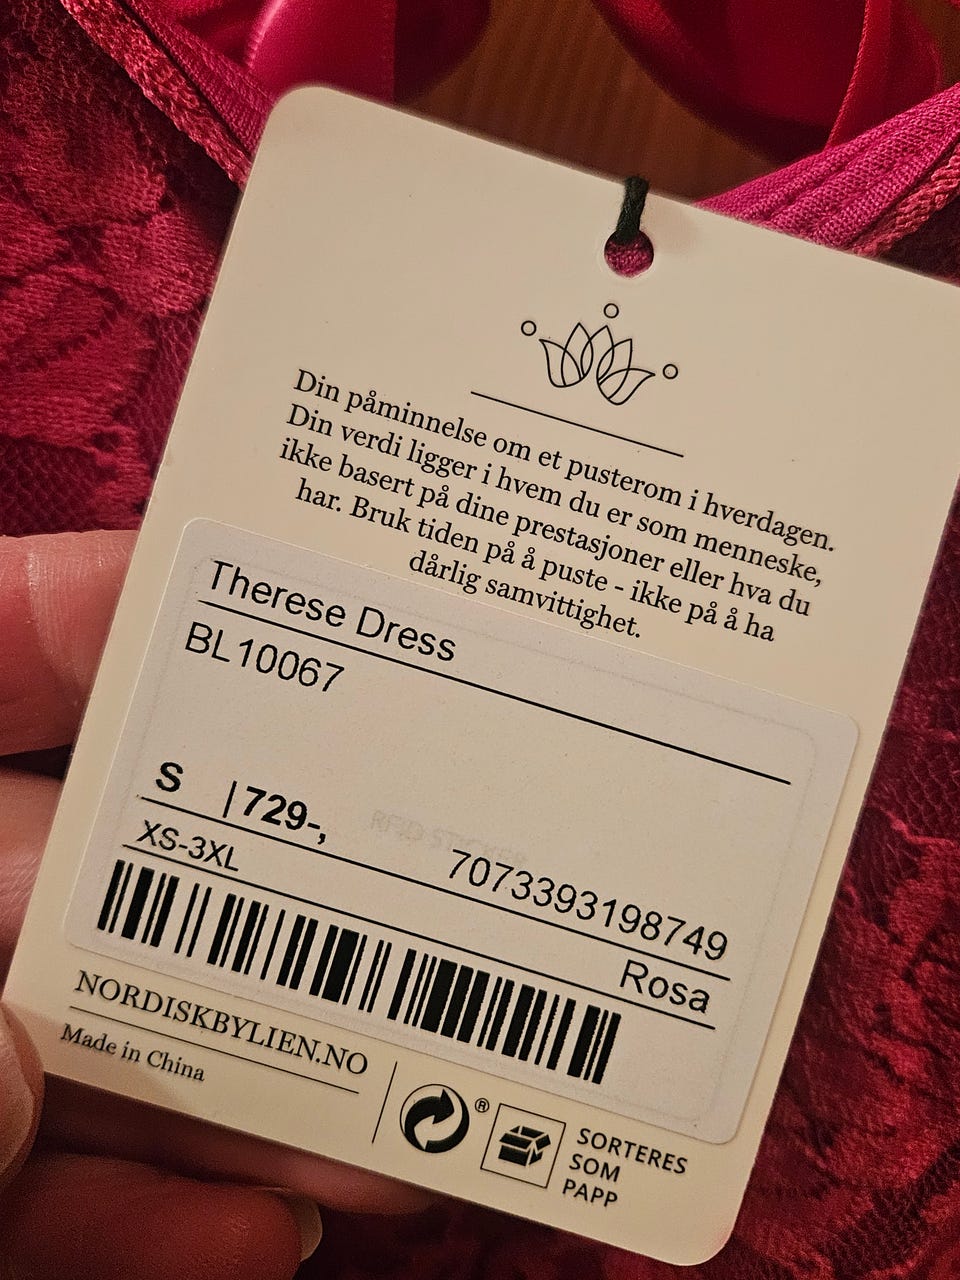 Din påminnelse om et pusterom i hverdagen.
Din verdi ligger i hvem du er som menneske,
ikke basert på dine prestasjoner eller hva du
har. Bruk tiden på å puste - ikke på å ha
dårlig samvittighet.
Therese Dress
BL10067
S |729-,
7073393198749
XS-3XL
Rosa
NORDISKBYLIEN.NO
Made in China
®
SORTERES
SOM
PAPP